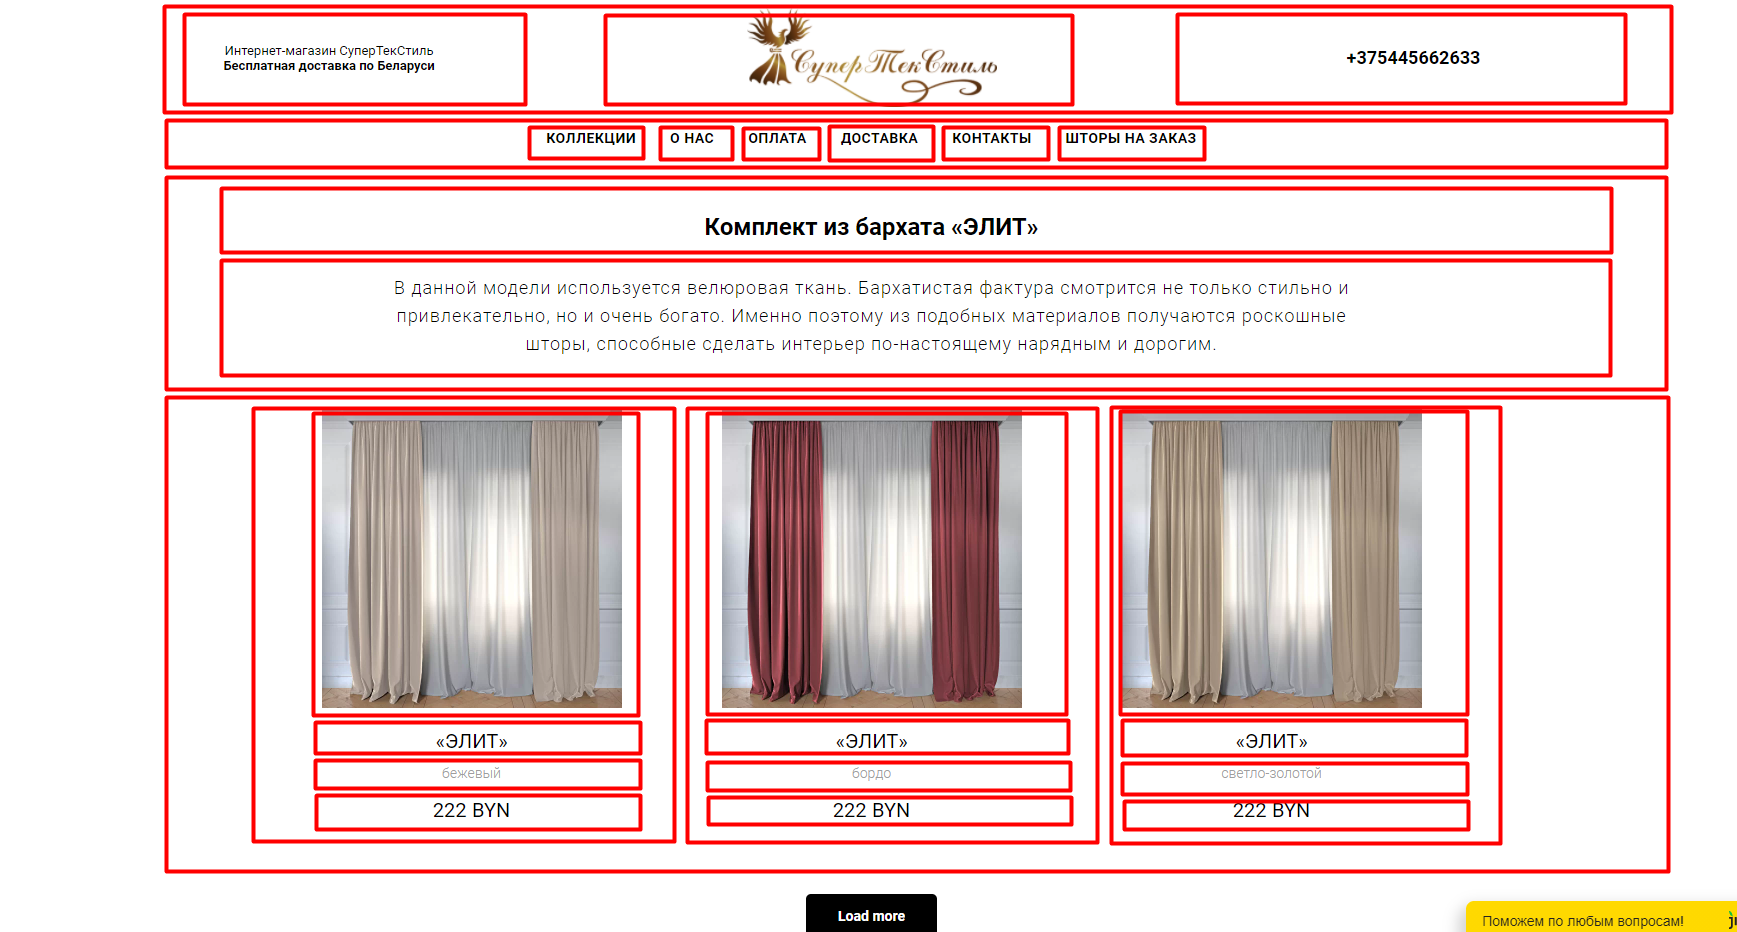 Интернет-магазин СуперТекСтиль
Бесплатная доставка по Беларуси
СуперТекСтиль
+375445662633
КОЛЛЕКЦИИ О НАС ОПЛАТА ДОСТАВКА КОНТАКТЫ ШТОРЫ НА ЗАКАЗ
Комплект из бархата «ЭЛИТ»
В данной модели используется велюровая ткань. Бархатистая фактура смотрится не только стильно и
привлекательно, но и очень богато. Именно поэтому из подобных материалов получаются роскошные
шторы, способные сделать интерьер по-настоящему нарядным и дорогим.
«ЭЛИТ» «ЭЛИТ» «ЭЛИТ»
бежевый бордо светло-золотой
222 BYN 222 BYN 222 BYN
Load more
Поможем по любым вопросам!